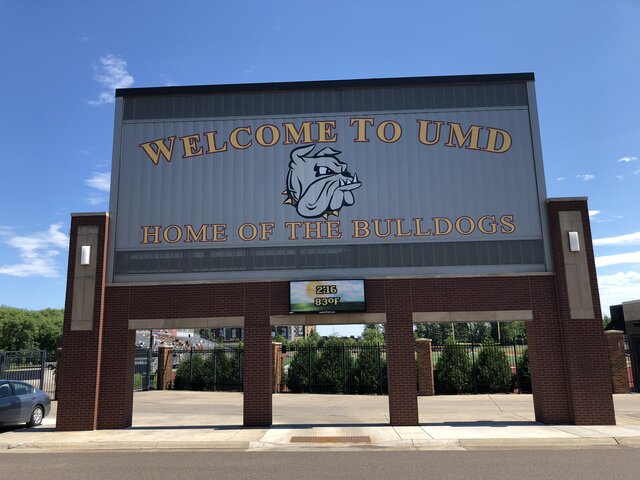 WELCOME TO UMD
HOME OF THE BULLDOGS
2:16
83°F